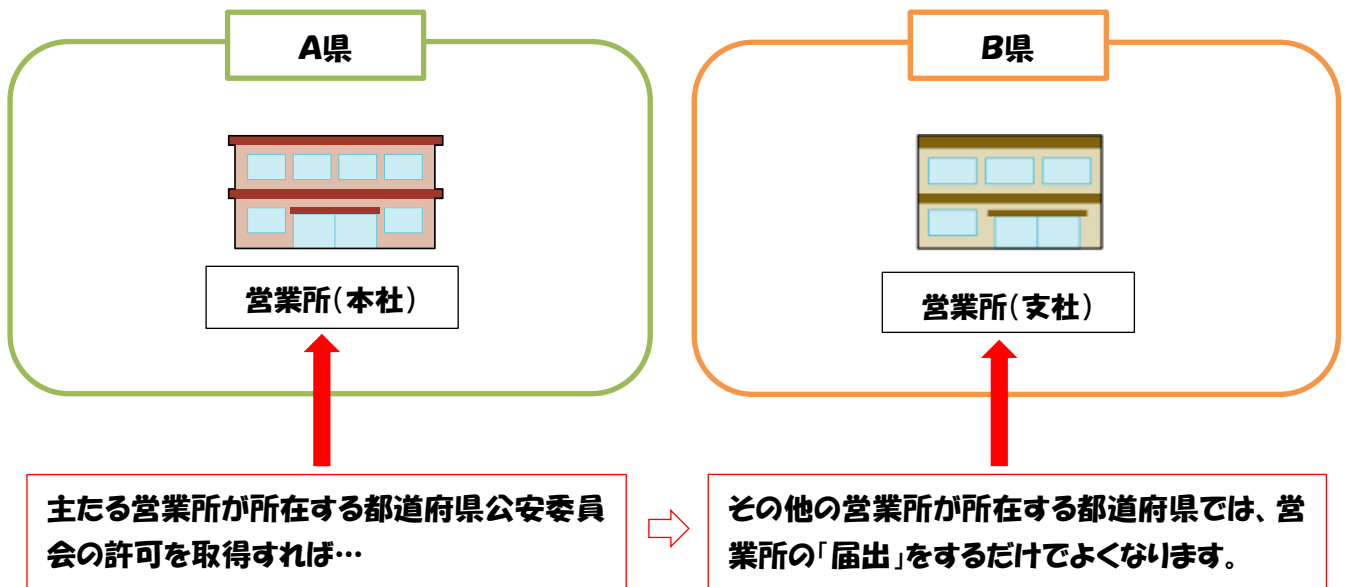 A県
B県
営業所（本社）
営業所（支社）
主たる営業所が所在する都道府県公安委員
会の許可を取得すれば…
その他の営業所が所在する都道府県では、営
業所の「届出」をするだけでよくなります。